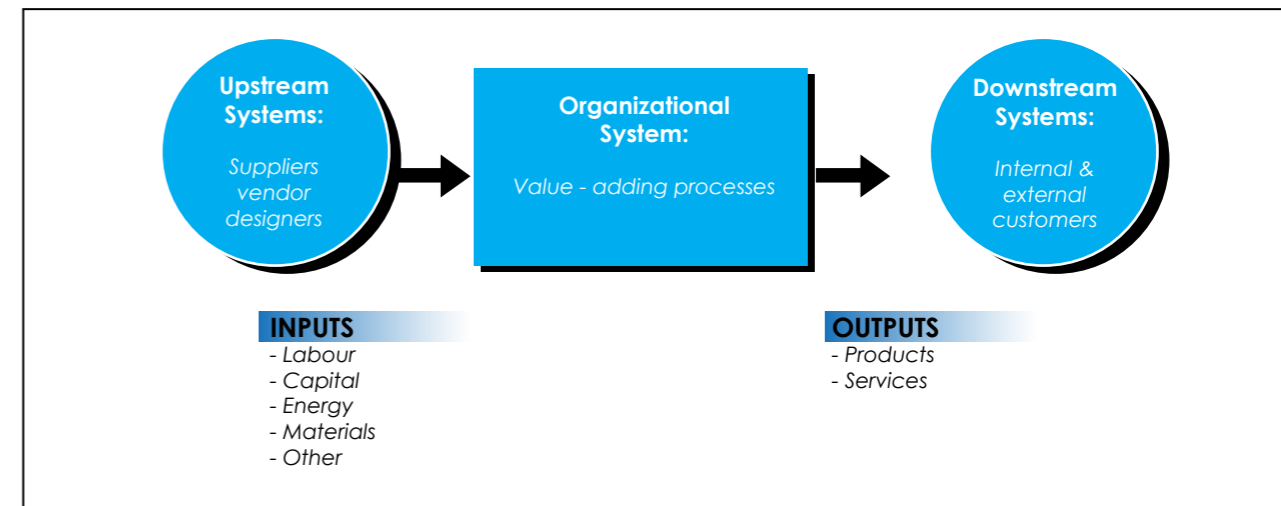 Upstream
Systems:
Suppliers
vendor
designers
Organizational
System:
Value - adding processes
Downstream
Systems:
Internal &
external
customers
INPUTS
- Labour
- Capital
- Energy
- Materials
- Other
OUTPUTS
- Products
- Services